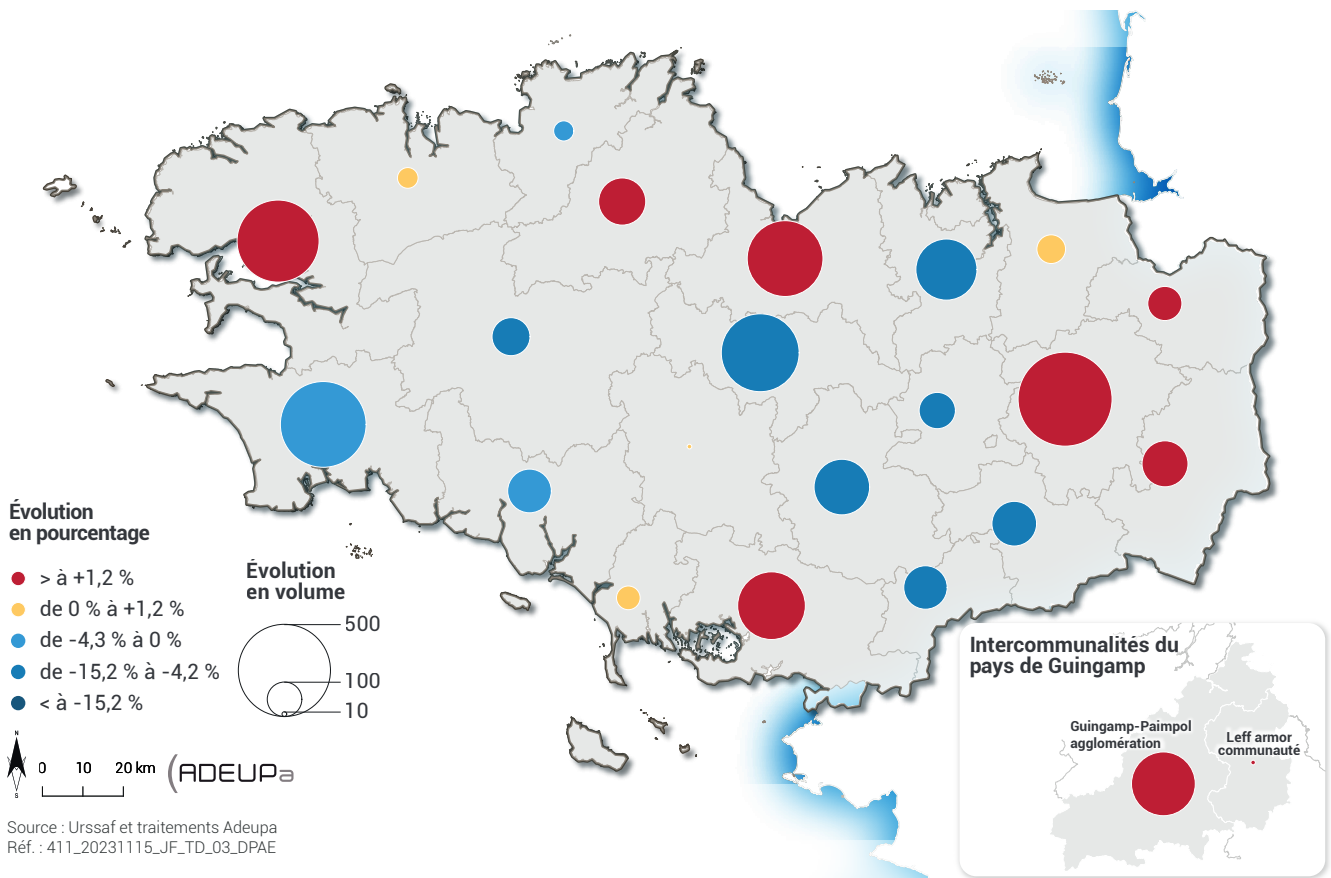 Évolution
en pourcentage
> à +1,2 %
de 0 % à +1,2 %
de -4,3 % à 0 %
de -15,2 % à -4,2 %
< à -15,2 %
Évolution
en volume
500
100
10
N
S
0 10 20 km
(ADEUPa
Source : Urssaf et traitements Adeupa
Réf. : 411_20231115_JF_TD_03_DPAE
Intercommunalités du
pays de Guingamp
Guingamp-Paimpol
agglomération
Leff armor
communauté